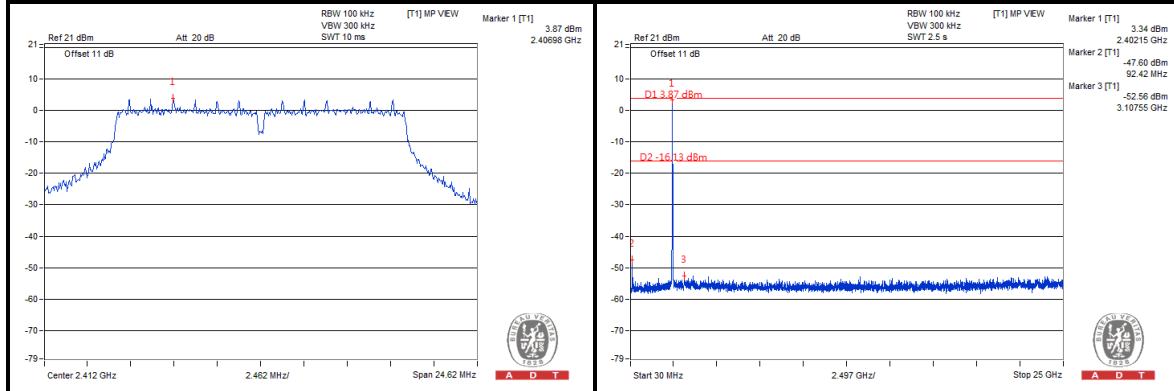 RBW 100 kHz [T1] MP VIEW
VBW 300 kHz
Ref 21 dBm Att 20 dB SWT 10 ms
Marker 1 [T1]
3.87 dBm
2.40698 GHz
21
Offset 11 dB
10
0
-10
-20
-30
-40
-50
-60
-70
-79
1
Center 2.412 GHz 2.462 MHz/ Span 24.62 MHz
BUREAU VERITAS
1828
A D T
RBW 100 kHz [T1] MP VIEW
VBW 300 kHz
Ref 21 dBm Att 20 dB SWT 2.5 s
Marker 1 [T1]
3.34 dBm
2.40215 GHz
Marker 2 [T1]
-47.60 dBm
92.42 MHz
Marker 3 [T1]
-52.56 dBm
3.10755 GHz
21
Offset 11 dB
10
0
-10
-20
-30
-40
-50
-60
-70
-79
1
D1 3.87 dBm
D2 -16.13 dBm
2
3
Start 30 MHz 2.497 GHz/ Stop 25 GHz
BUREAU VERITAS
1828
A D T